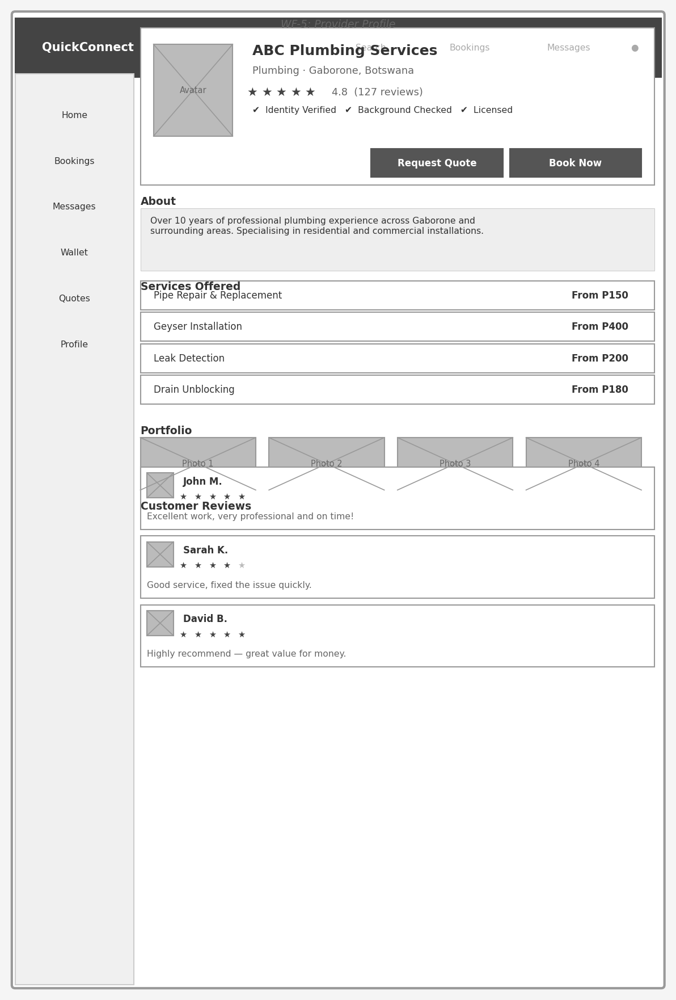 WF-5: Provider Profile
QuickConnect
Search
Bookings
Messages
Home
Bookings
Messages
Wallet
Quotes
Profile
Avatar
ABC Plumbing Services
Plumbing · Gaborone, Botswana
★ ★ ★ ★ ★ 4.8 (127 reviews)
✔ Identity Verified ✔ Background Checked ✔ Licensed
Request Quote
Book Now
About
Over 10 years of professional plumbing experience across Gaborone and
surrounding areas. Specialising in residential and commercial installations.
Services Offered
Pipe Repair & Replacement From P150
Geyser Installation From P400
Leak Detection From P200
Drain Unblocking From P180
Portfolio
Photo 1
Photo 2
Photo 3
Photo 4
John M.
★ ★ ★ ★ ★
Customer Reviews
Excellent work, very professional and on time!
Sarah K.
★ ★ ★ ★ ★
Good service, fixed the issue quickly.
David B.
★ ★ ★ ★ ★
Highly recommend — great value for money.